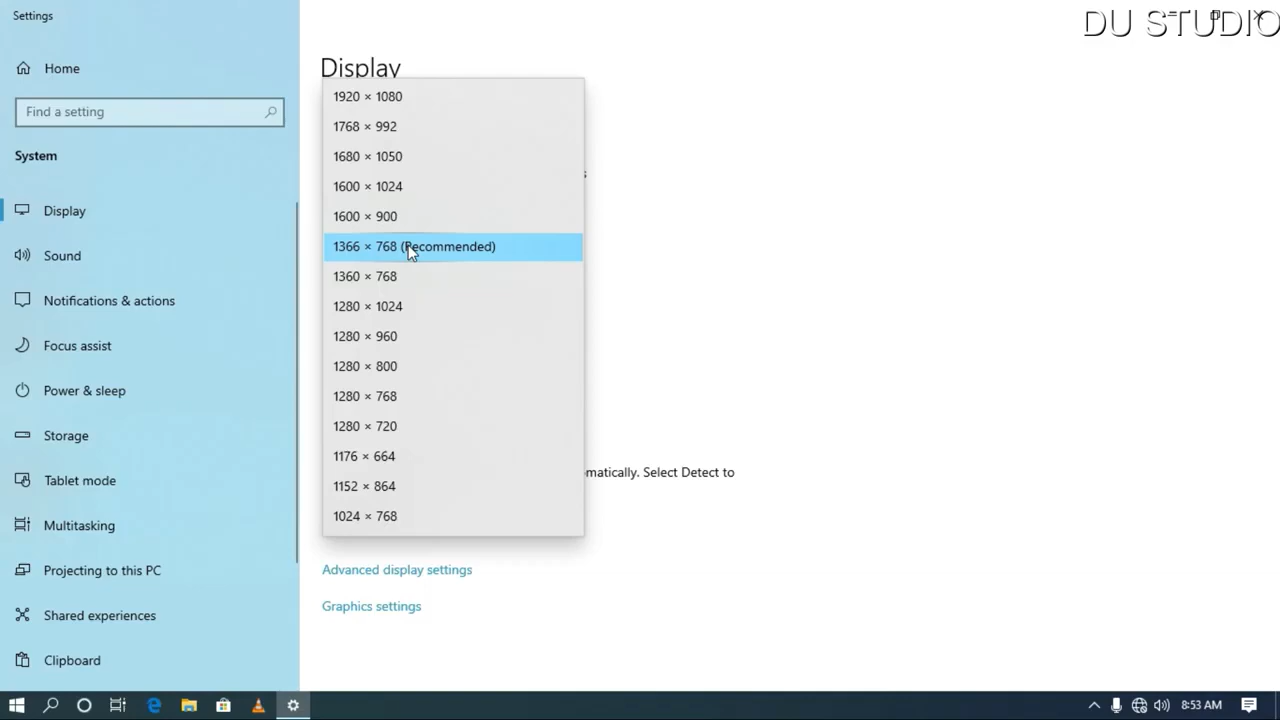 Settings
DU STUDIO
Home
Find a setting
System
Display
Sound
Notifications & actions
Focus assist
Power & sleep
Storage
Tablet mode
Multitasking
Projecting to this PC
Shared experiences
Clipboard
Display
1920 × 1080
1768 × 992
1680 × 1050
1600 × 1024
1600 × 900
1366 × 768 (Recommended)
1360 × 768
1280 × 1024
1280 × 960
1280 × 800
1280 × 768
1280 × 720
1176 × 664
1152 × 864
1024 × 768
matically. Select Detect to
Advanced display settings
Graphics settings
8:53 AM